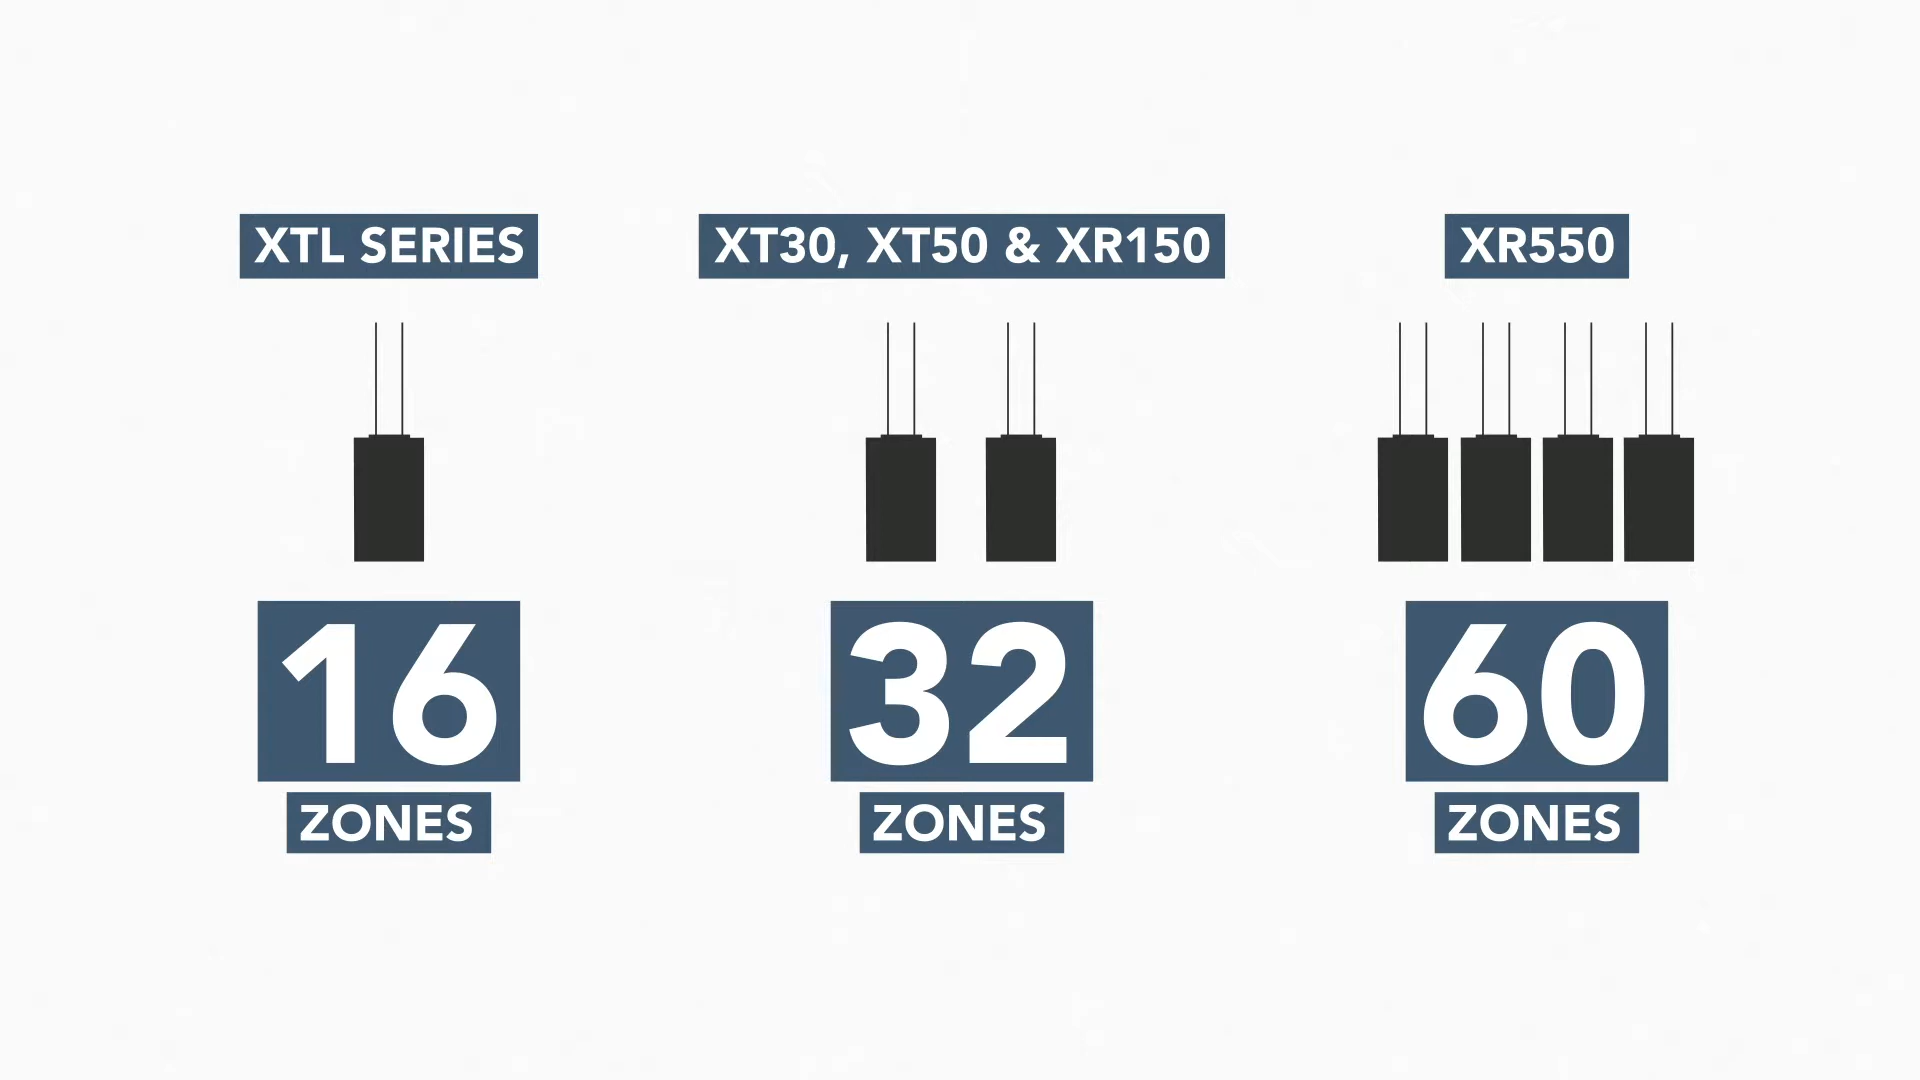 XTL SERIES
XT30, XT50 & XR150
XR550
16
ZONES
32
ZONES
60
ZONES